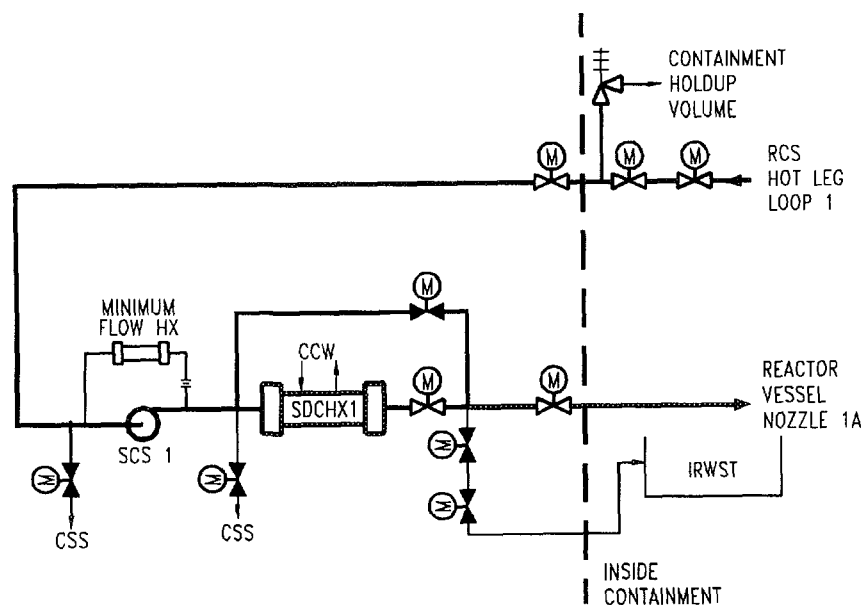 CONTAINMENT
HOLDUP
VOLUME
M
M
M
RCS
HOT LEG
LOOP 1
M
MINIMUM
FLOW HX
CCW
M
M
REACTOR
VESSEL
NOZZLE 1A
SDCHX1
SCS 1
M
IRWST
M
M
M
CSS
CSS
INSIDE
CONTAINMENT